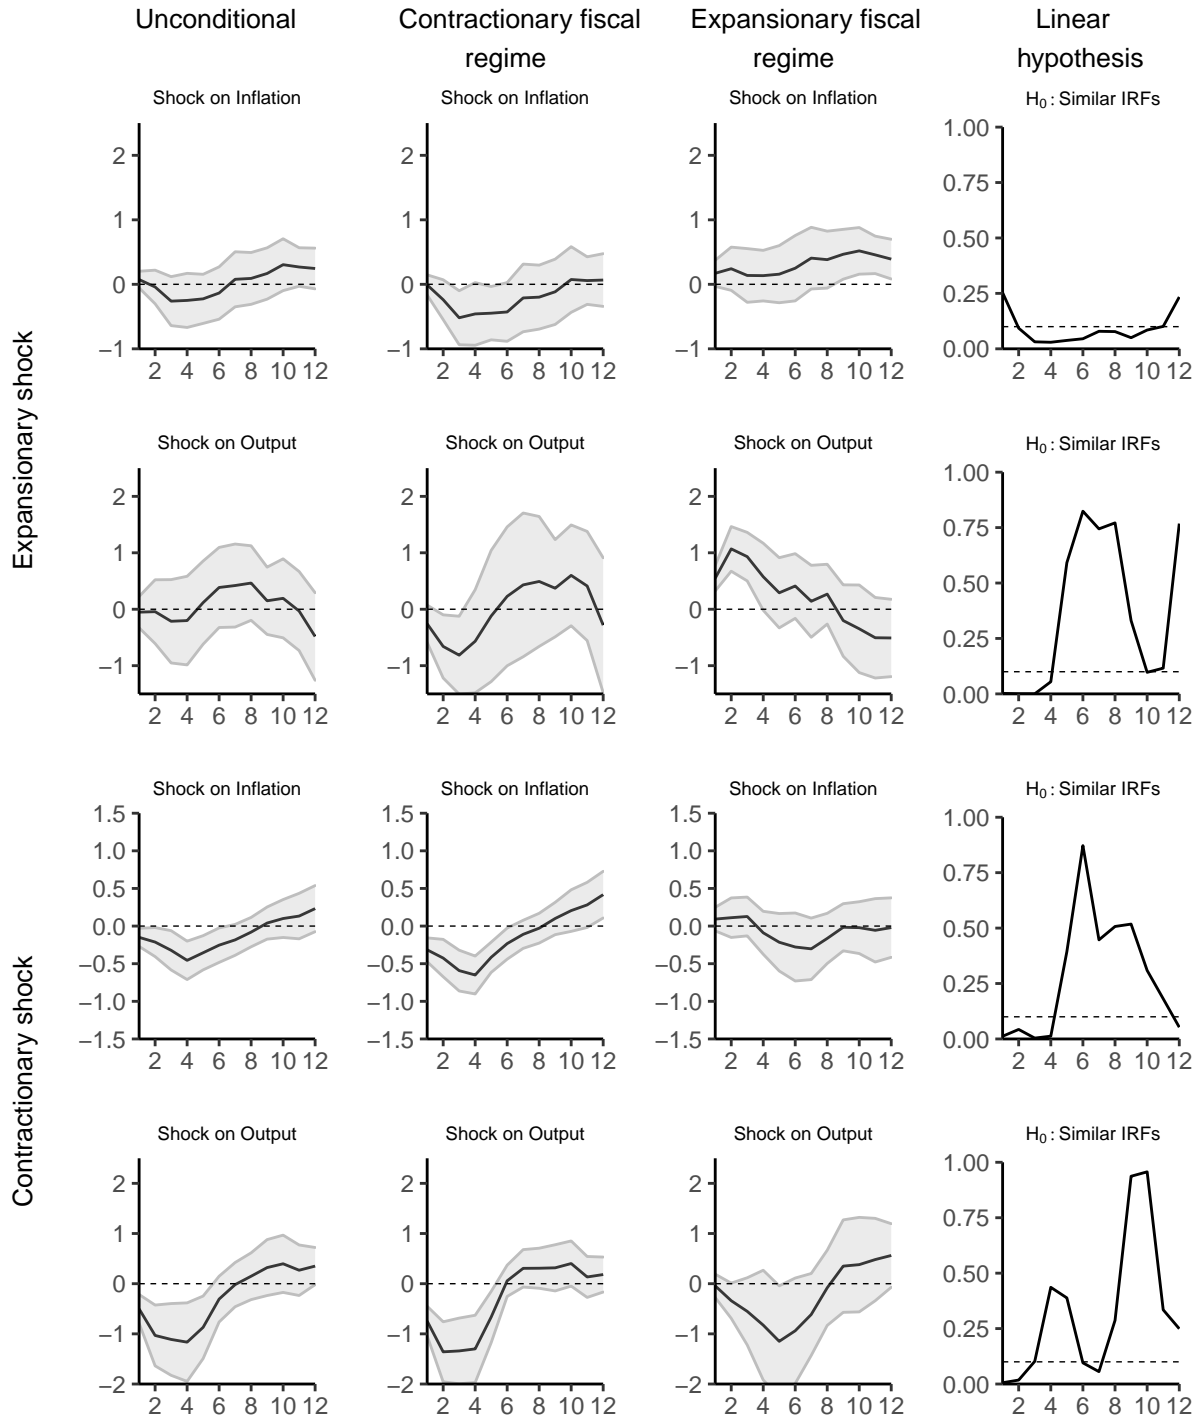 Unconditional
Contractionary fiscal
regime
Expansionary fiscal
regime
Linear
hypothesis
Expansionary shock
Shock on Inflation
2
1
0
−1
2 4 6 8 10 12
Shock on Inflation
2
1
0
−1
2 4 6 8 10 12
Shock on Inflation
2
1
0
−1
2 4 6 8 10 12
H₀ : Similar IRFs
1.00
0.75
0.50
0.25
0.00
2 4 6 8 10 12
Shock on Output
2
1
0
−1
2 4 6 8 10 12
Shock on Output
2
1
0
−1
2 4 6 8 10 12
Shock on Output
2
1
0
−1
2 4 6 8 10 12
H₀ : Similar IRFs
1.00
0.75
0.50
0.25
0.00
2 4 6 8 10 12
Contractionary shock
Shock on Inflation
1.5
1.0
0.5
0.0
−0.5
−1.0
−1.5
2 4 6 8 10 12
Shock on Inflation
1.5
1.0
0.5
0.0
−0.5
−1.0
−1.5
2 4 6 8 10 12
Shock on Inflation
1.5
1.0
0.5
0.0
−0.5
−1.0
−1.5
2 4 6 8 10 12
H₀ : Similar IRFs
1.00
0.75
0.50
0.25
0.00
2 4 6 8 10 12
Shock on Output
2
1
0
−1
−2
2 4 6 8 10 12
Shock on Output
2
1
0
−1
−2
2 4 6 8 10 12
Shock on Output
2
1
0
−1
−2
2 4 6 8 10 12
H₀ : Similar IRFs
1.00
0.75
0.50
0.25
0.00
2 4 6 8 10 12